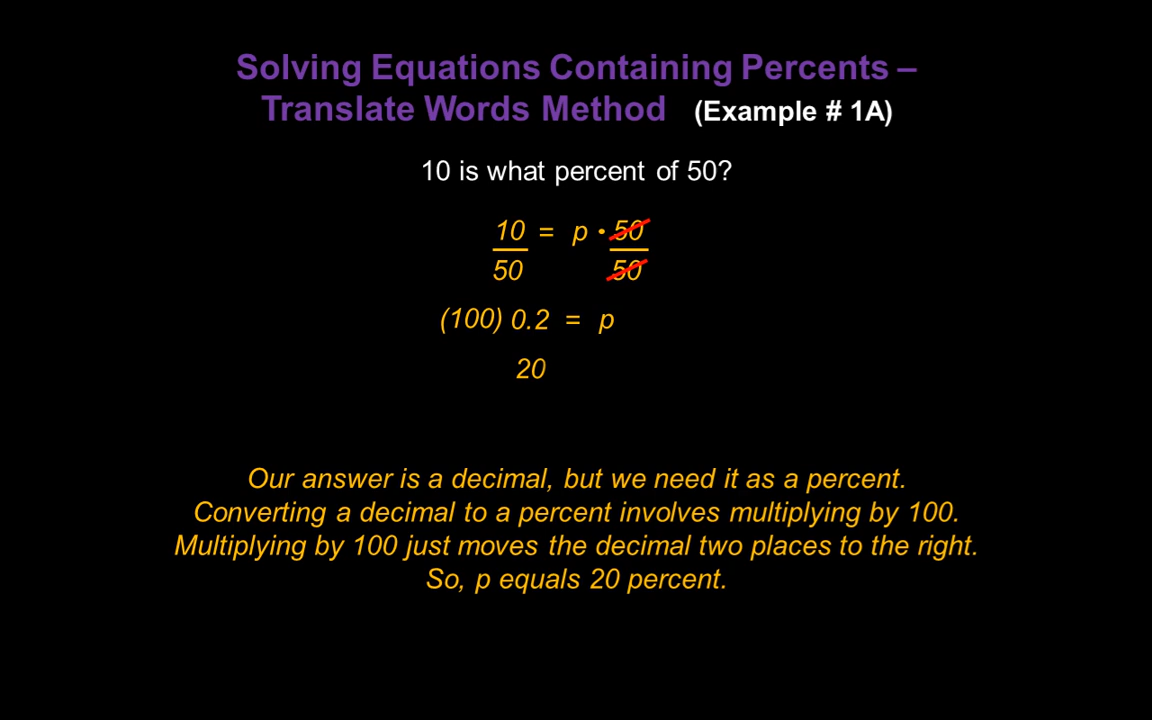 Solving Equations Containing Percents –
Translate Words Method (Example # 1A)
10 is what percent of 50?
10 = p • 50
50 50
(100) 0.2 = p
20
Our answer is a decimal, but we need it as a percent.
Converting a decimal to a percent involves multiplying by 100.
Multiplying by 100 just moves the decimal two places to the right.
So, p equals 20 percent.